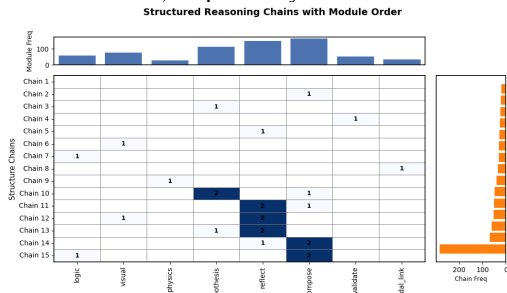 Structured Reasoning Chains with Module Order
Module Freq
100
0
Structure Chains
Chain 1
Chain 2 1
Chain 3 1
Chain 4 1
Chain 5 1
Chain 6 1
Chain 7 1
Chain 8 1
Chain 9 1
Chain 10 2 1
Chain 11 2 1
Chain 12 1 2
Chain 13 1 2
Chain 14 1 2
Chain 15 1 2
logic visual physics othesis reflect ompose validate dal_link
200 100 0
Chain Freq